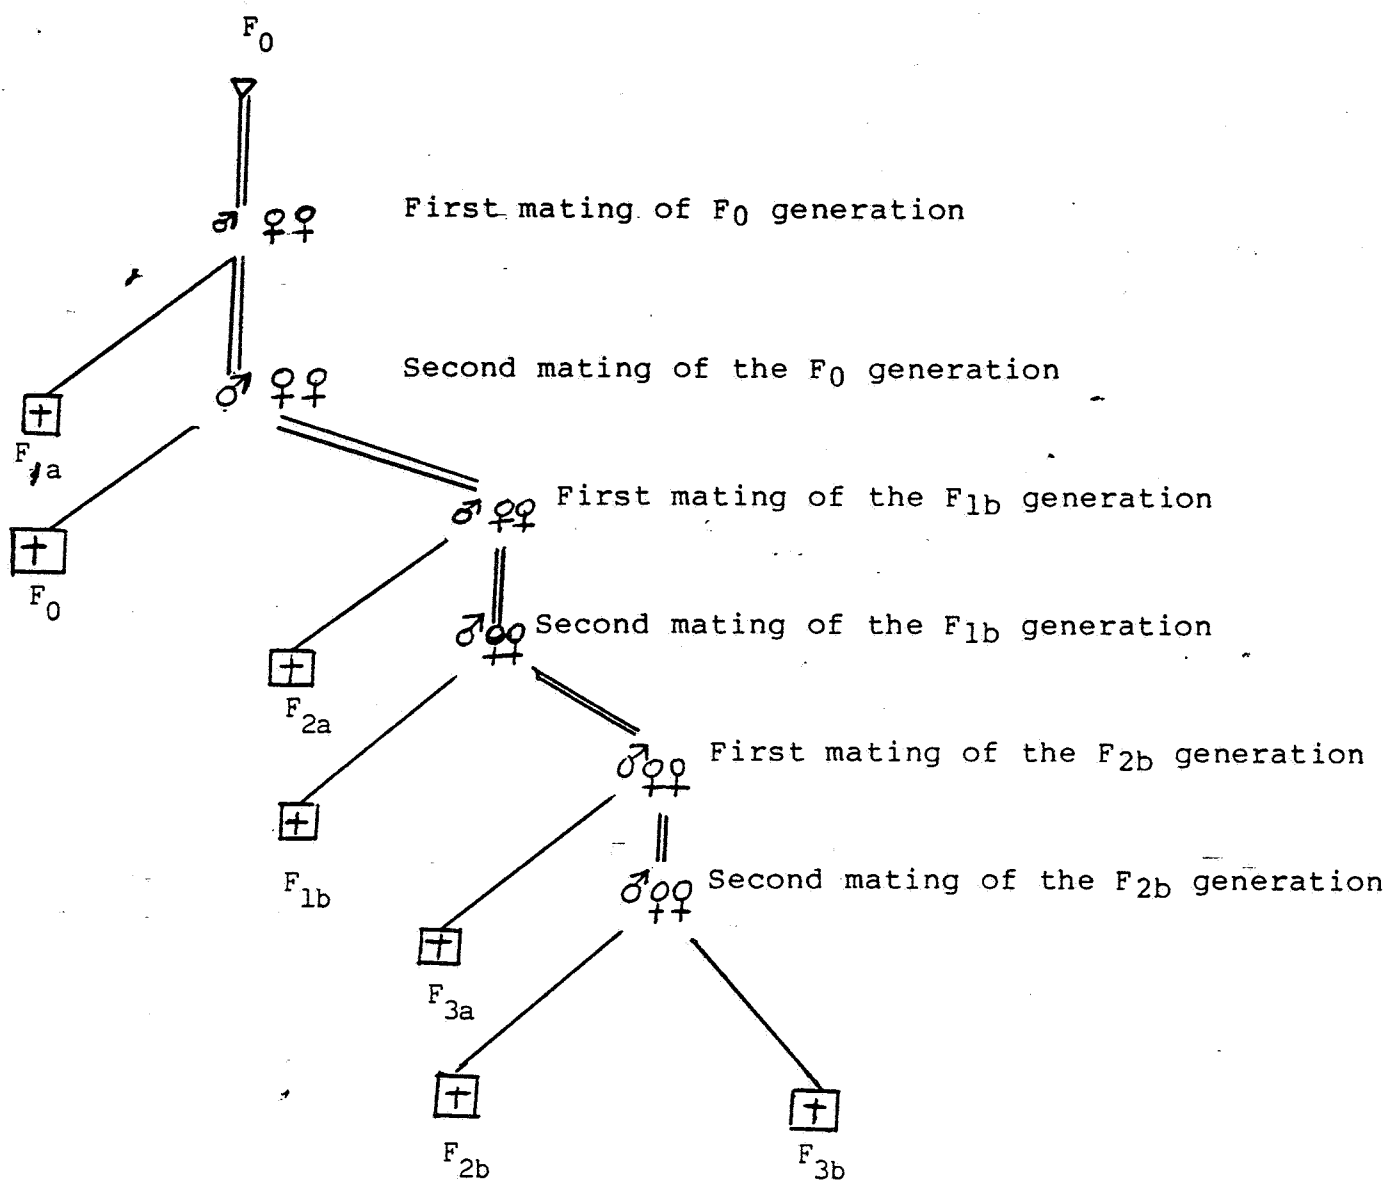 F0
♂ ♀♀ First mating of F0 generation
♂ ♀♀ Second mating of the F0 generation
F1a
♂ ♀♀ First mating of the F1b generation
F0
♂ ♀♀ Second mating of the F1b generation
F2a
♂ ♀♀ First mating of the F2b generation
F1b
♂ ♀♀ Second mating of the F2b generation
F3a
F2b
F3b